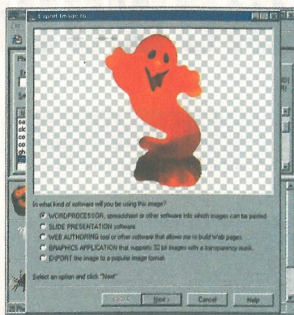 Export Image to
In what kind of software will you be using this image?
WORDPROCESSOR, spreadsheet or other software into which images can be pasted
SLIDE PRESENTATION software
WEB AUTHORING tool or other software that allows me to build Web pages
GRAPHICS APPLICATION that supports 32 bit images with a transparency mask.
EXPORT the image to a popular image format.
Select an option and click "Next"
Next >
Cancel
Help